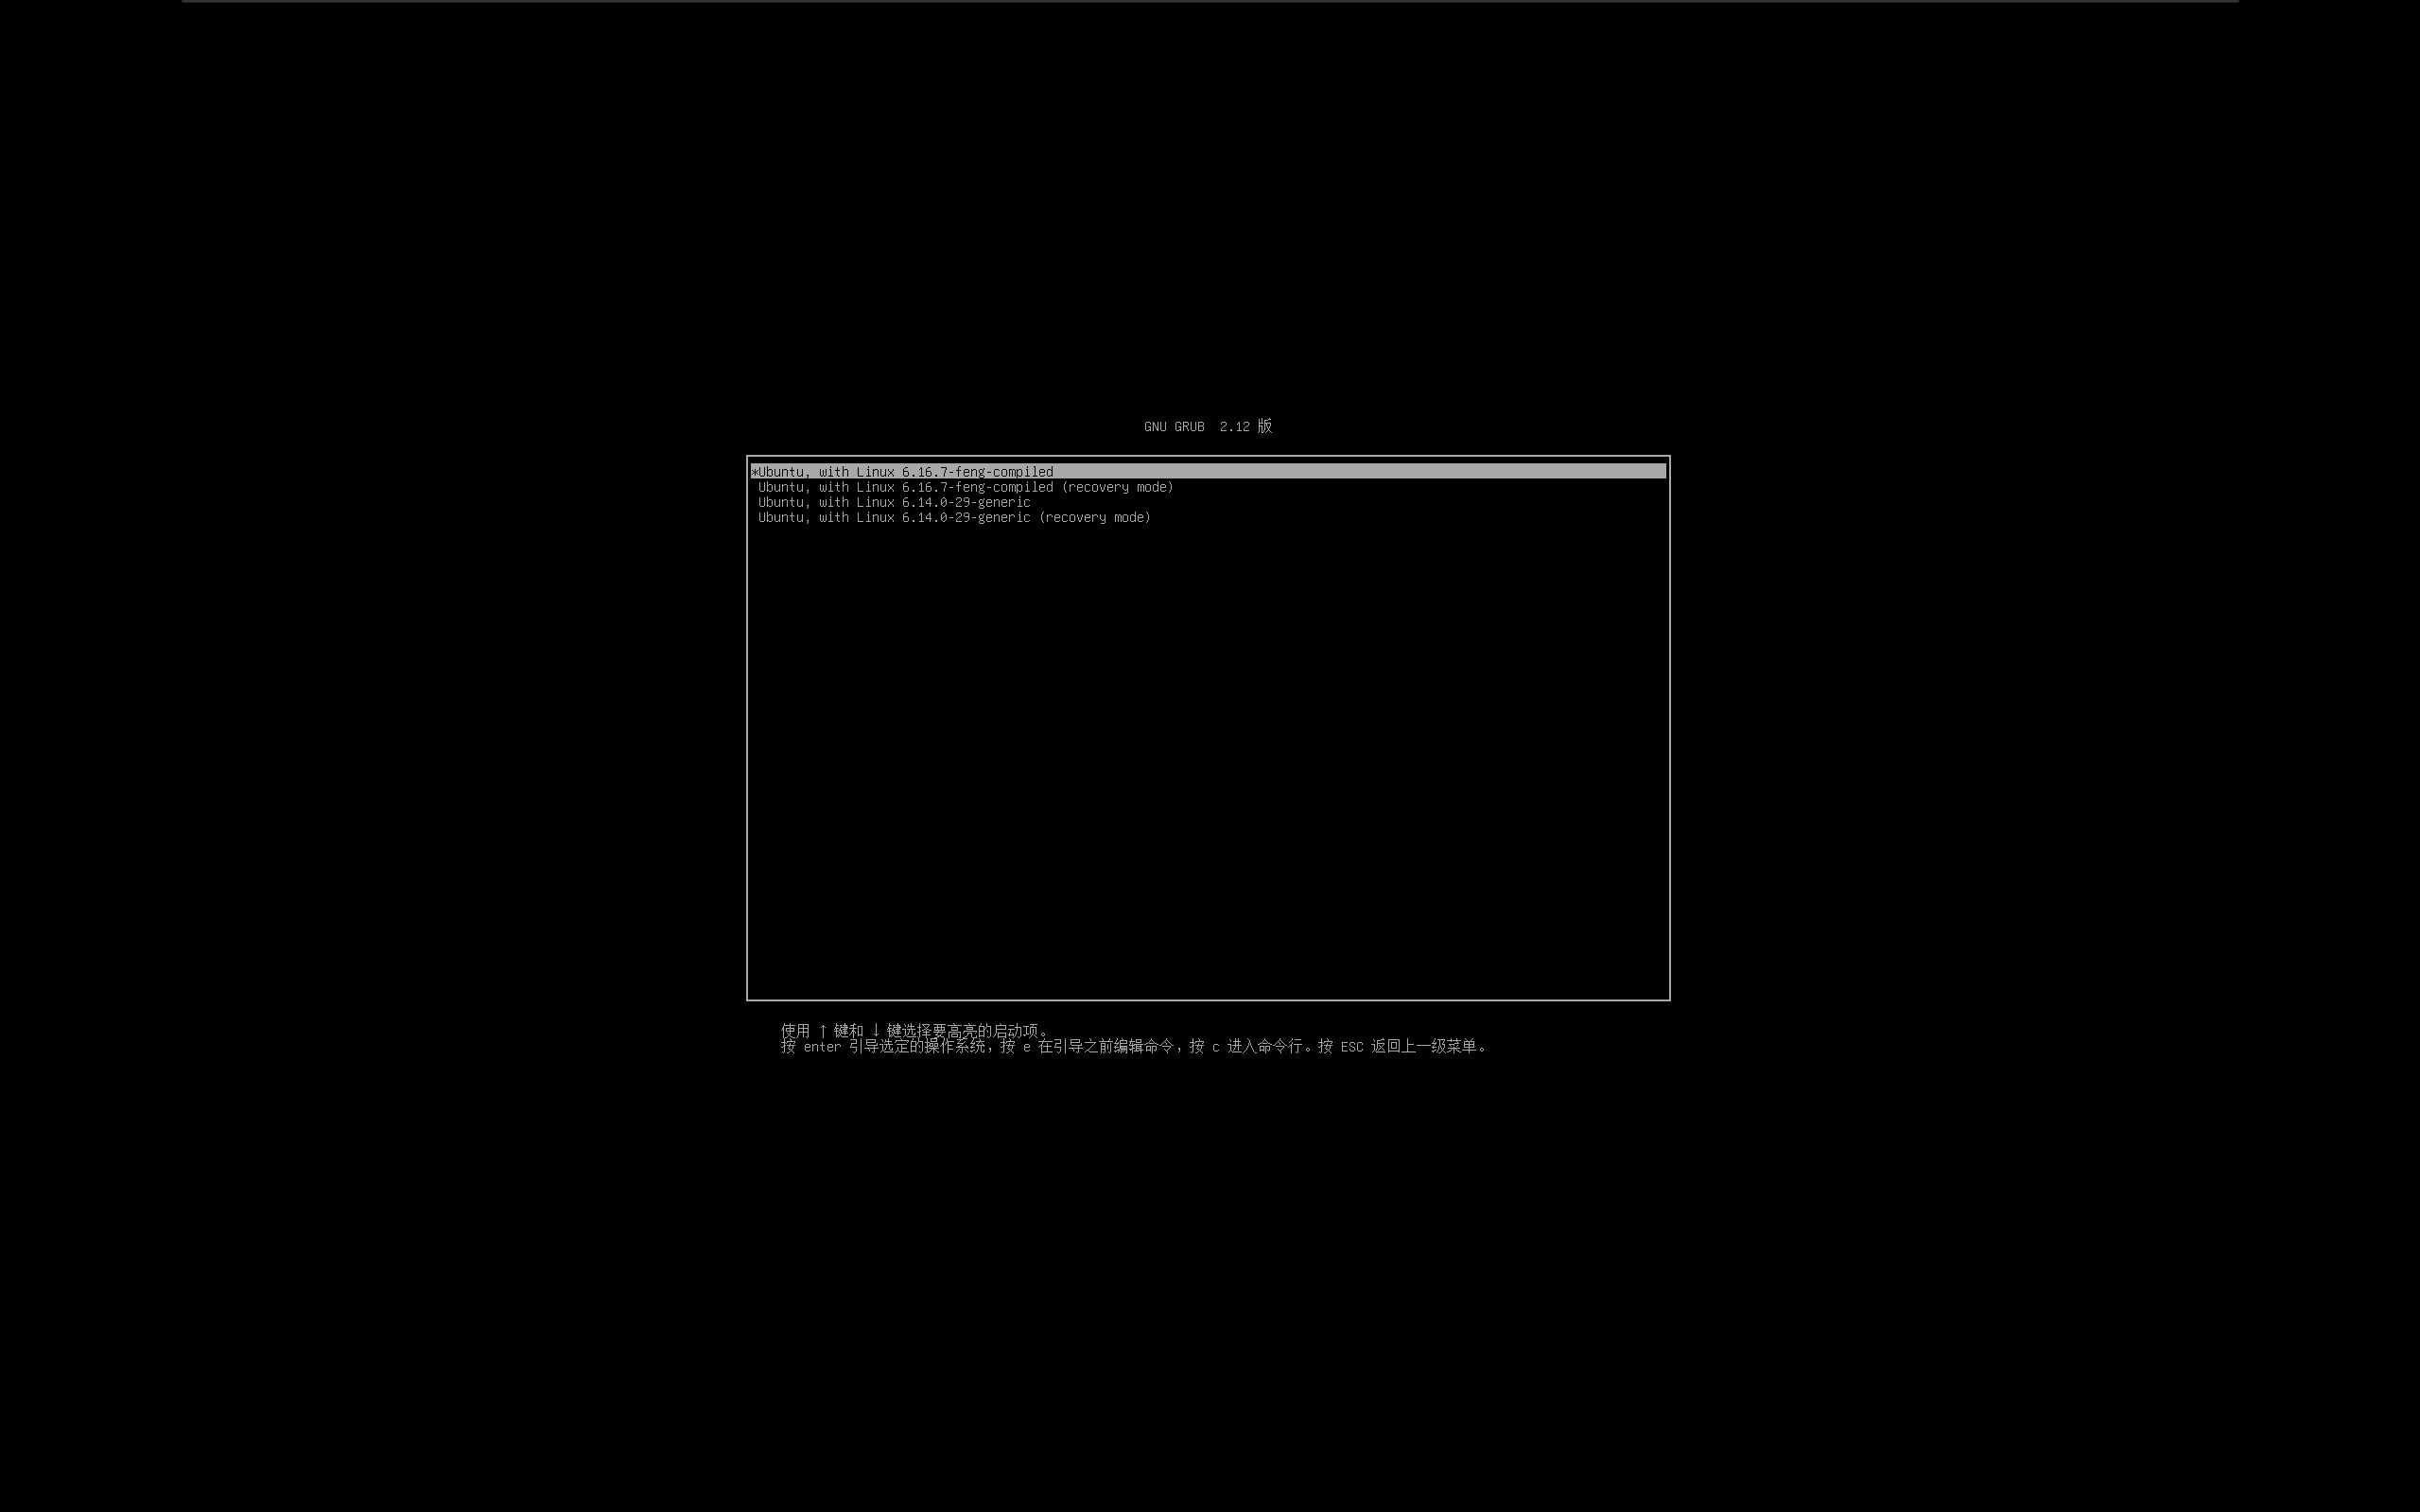 GNU GRUB  2.12 版
*Ubuntu, with Linux 6.16.7-feng-compiled
Ubuntu, with Linux 6.16.7-feng-compiled (recovery mode)
Ubuntu, with Linux 6.14.0-29-generic
Ubuntu, with Linux 6.14.0-29-generic (recovery mode)
使用 ↑ 键和 ↓ 键选择要高亮的启动项。
按 enter 引导选定的操作系统，按 e 在引导之前编辑命令，按 c 进入命令行。按 ESC 返回上一级菜单。